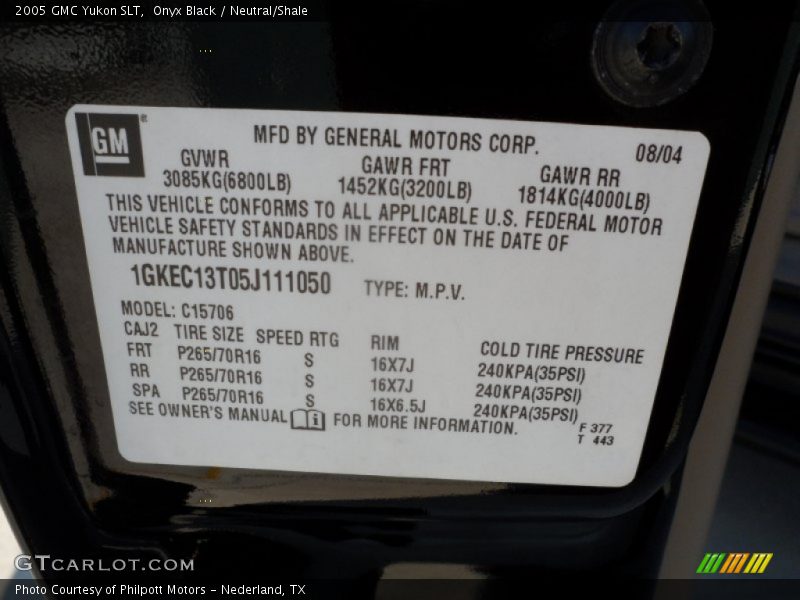 2005 GMC Yukon SLT,  Onyx Black / Neutral/Shale
GM®
MFD BY GENERAL MOTORS CORP.
08/04
GVWR GAWR FRT GAWR RR
3085KG(6800LB) 1452KG(3200LB) 1814KG(4000LB)
THIS VEHICLE CONFORMS TO ALL APPLICABLE U.S. FEDERAL MOTOR
VEHICLE SAFETY STANDARDS IN EFFECT ON THE DATE OF
MANUFACTURE SHOWN ABOVE.
1GKEC13T05J111050 TYPE: M.P.V.
MODEL: C15706
CAJ2 TIRE SIZE SPEED RTG RIM COLD TIRE PRESSURE
FRT P265/70R16 S 16X7J 240KPA(35PSI)
RR P265/70R16 S 16X7J 240KPA(35PSI)
SPA P265/70R16 S 16X6.5J 240KPA(35PSI)
SEE OWNER'S MANUAL i FOR MORE INFORMATION.
F 377
T 443
GTCARLOT.COM
Photo Courtesy of Philpott Motors - Nederland, TX